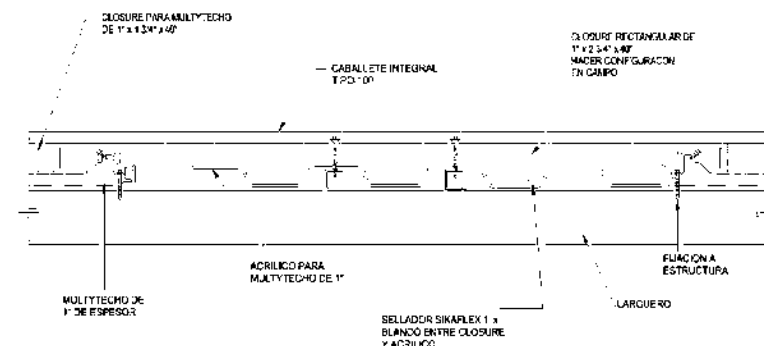 CLOSURE PARA MULTYTECHO
DE 1" x 1 3/4" x 40"
CLOSURE RECTANGULAR DE
1" x 2 3/4" x 40"
HACER CONFIGURACON
EN CAMPO
CABALLETE INTEGRAL
TIPO 100
ACRILICO PARA
MULTYTECHO DE 1"
FIJACION A
ESTRUCTURA
MULTYTECHO DE
1" DE ESPESOR
LARGUERO
SELLADOR SIKAFLEX 1
BLANCO ENTRE CLOSURE
Y ACRILICO